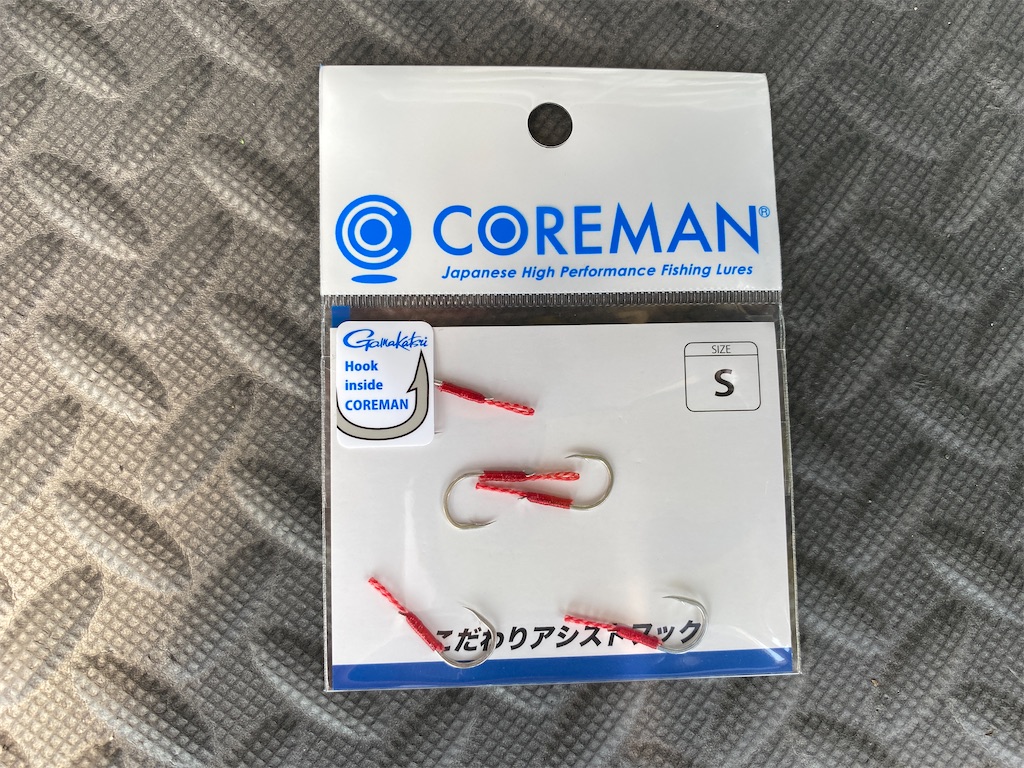 COREMAN®
Japanese High Performance Fishing Lures
Gamakatsu
Hook
inside
COREMAN
SIZE
S
こだわりアシストフック